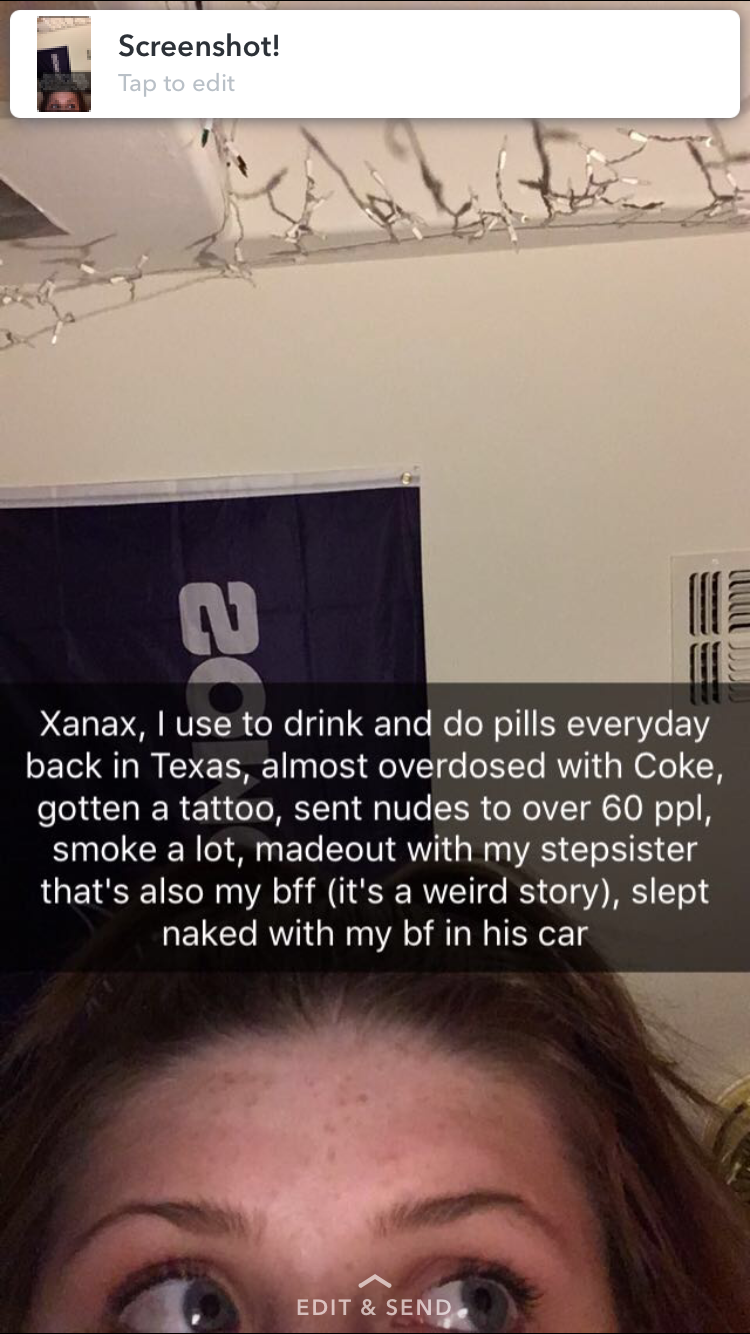 Screenshot!
Tap to edit
SONO
Xanax, I use to drink and do pills everyday
back in Texas, almost overdosed with Coke,
gotten a tattoo, sent nudes to over 60 ppl,
smoke a lot, madeout with my stepsister
that's also my bff (it's a weird story), slept
naked with my bf in his car
EDIT & SEND